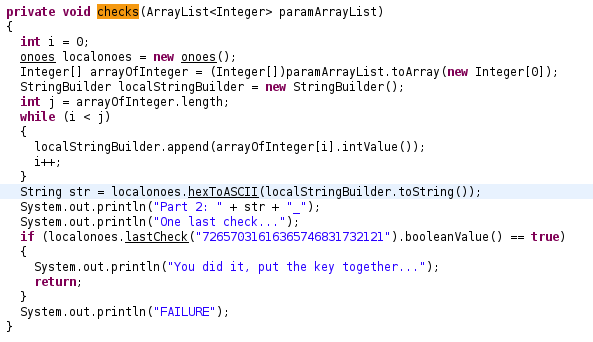 private void checks(ArrayList<Integer> paramArrayList)
{
int i = 0;
onoes localonoes = new onoes();
Integer[] arrayOfInteger = (Integer[])paramArrayList.toArray(new Integer[0]);
StringBuilder localStringBuilder = new StringBuilder();
int j = arrayOfInteger.length;
while (i < j)
{
localStringBuilder.append(arrayOfInteger[i].intValue());
i++;
}
String str = localonoes.hexToASCII(localStringBuilder.toString());
System.out.println("Part 2: " + str + "_");
System.out.println("One last check...");
if (localonoes.lastCheck("72657031616365746831732121").booleanValue() == true)
{
System.out.println("You did it, put the key together...");
return;
}
System.out.println("FAILURE");
}